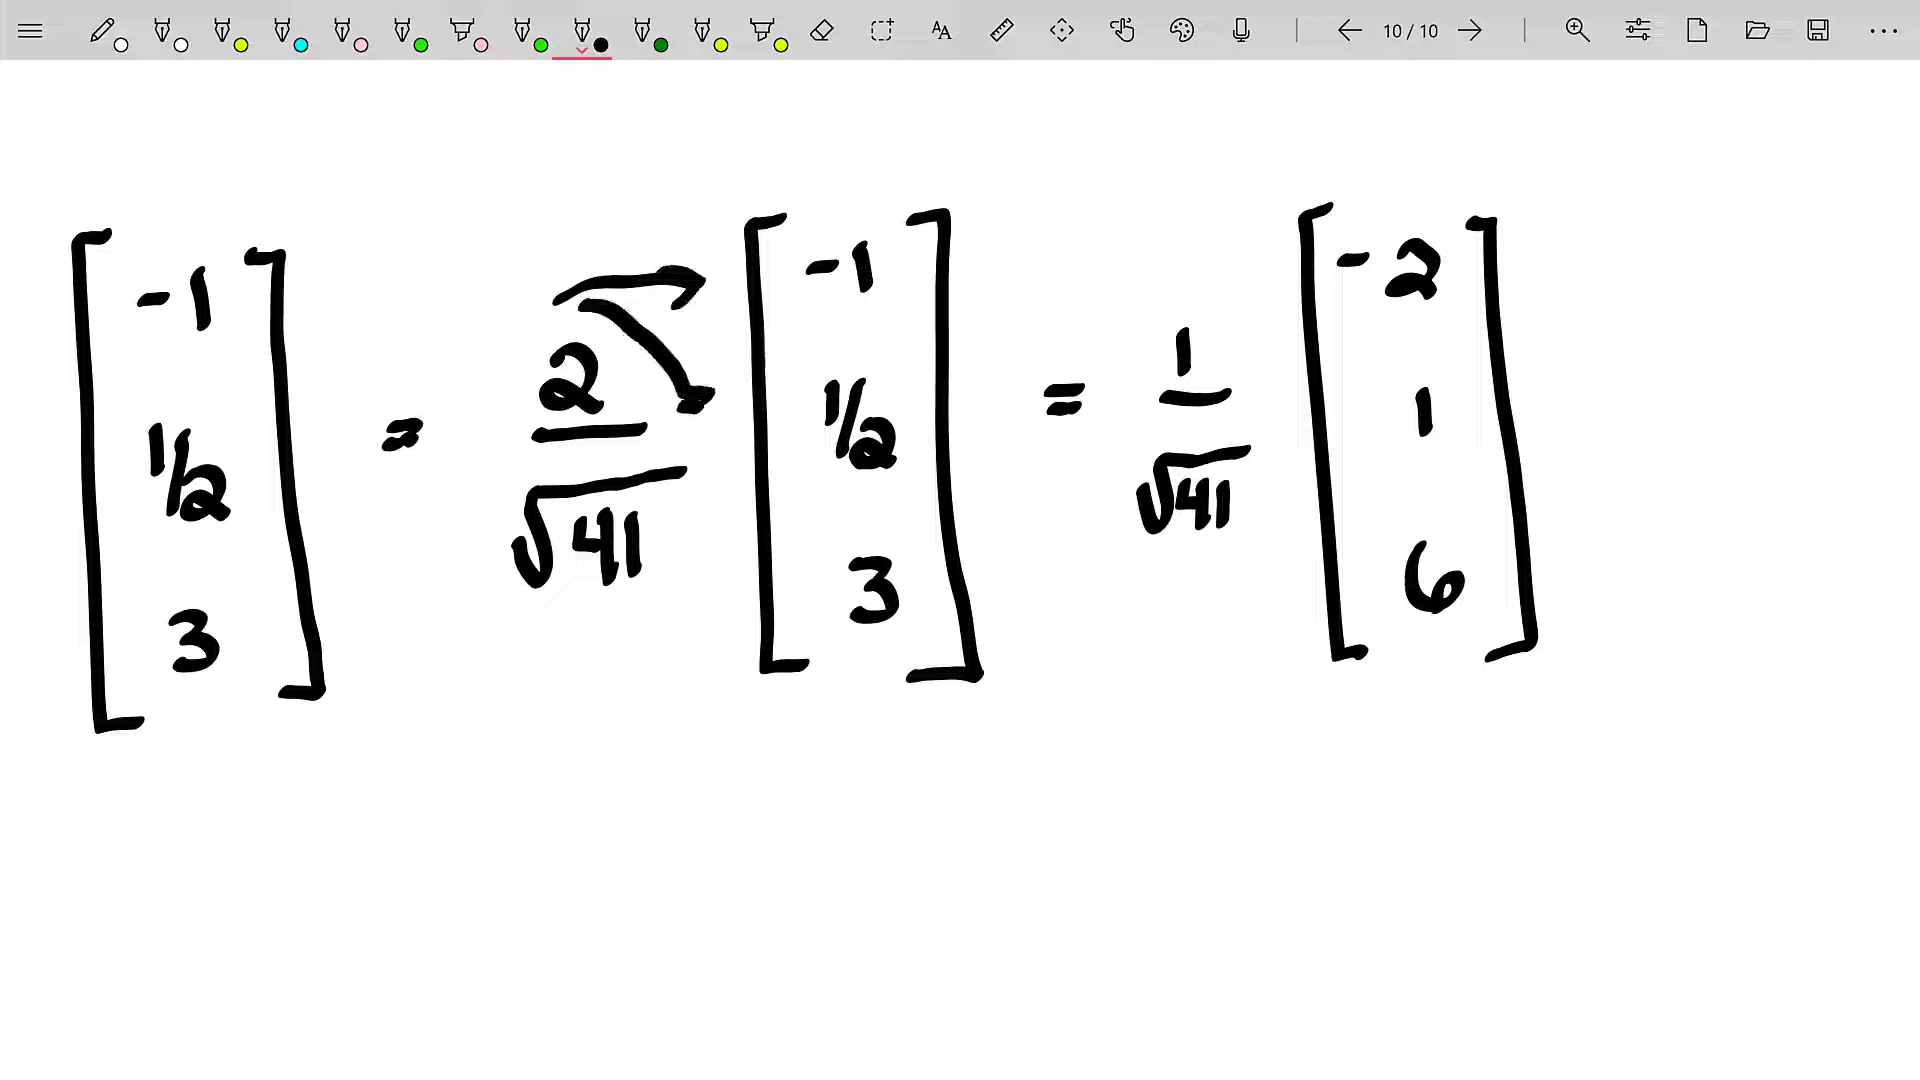 10 / 10
[-1 1/2 3] = 2/√41 [-1 1/2 3] = 1/√41 [-2 1 6]